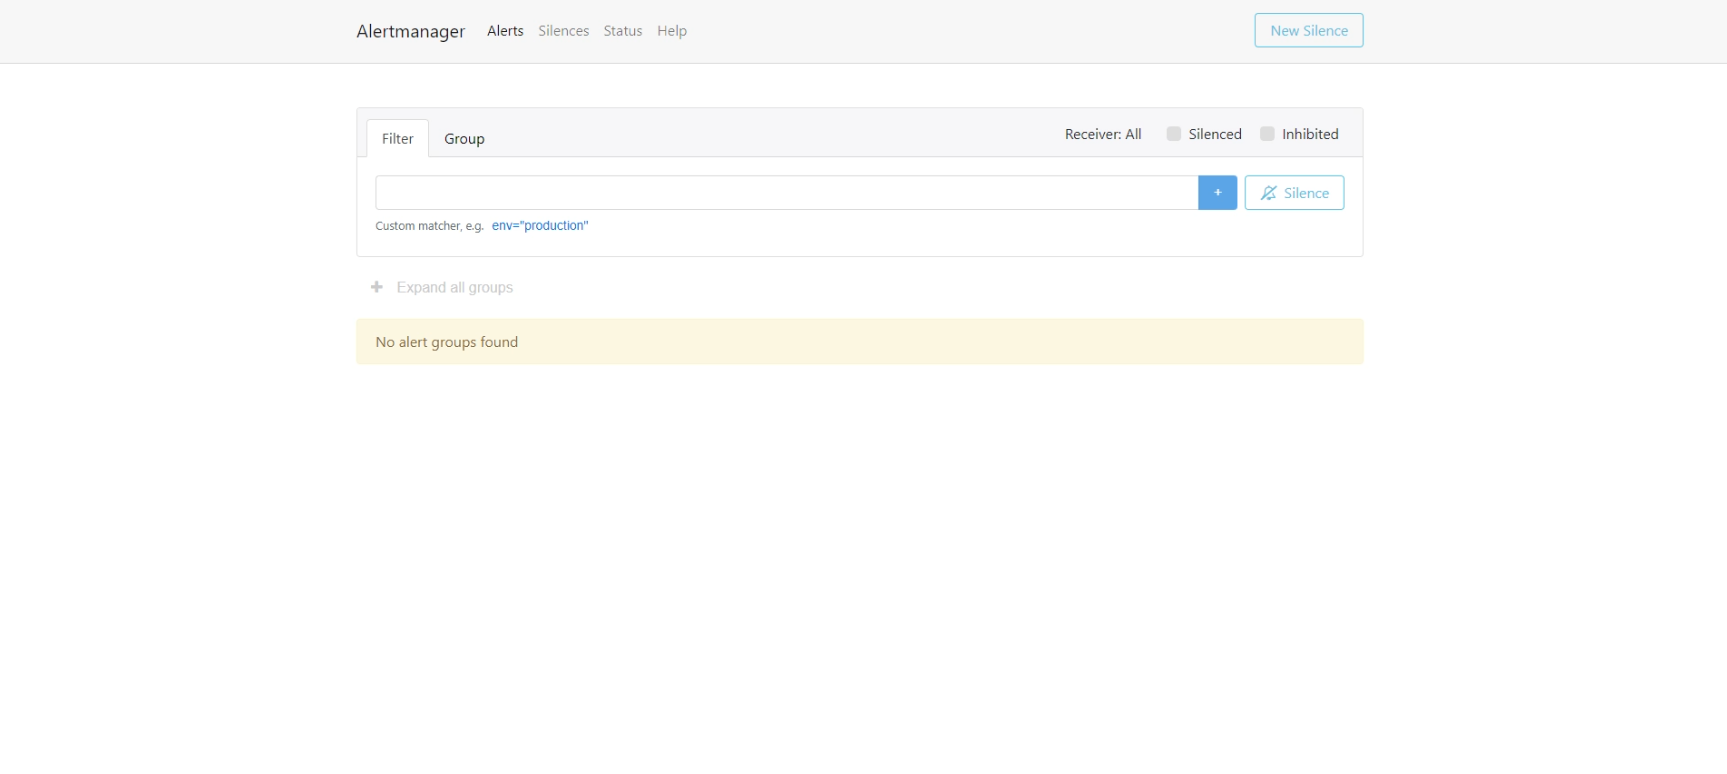 Alertmanager Alerts Silences Status Help New Silence
Filter Group Receiver: All Silenced Inhibited
+ Silence
Custom matcher, e.g. env="production"
+ Expand all groups
No alert groups found